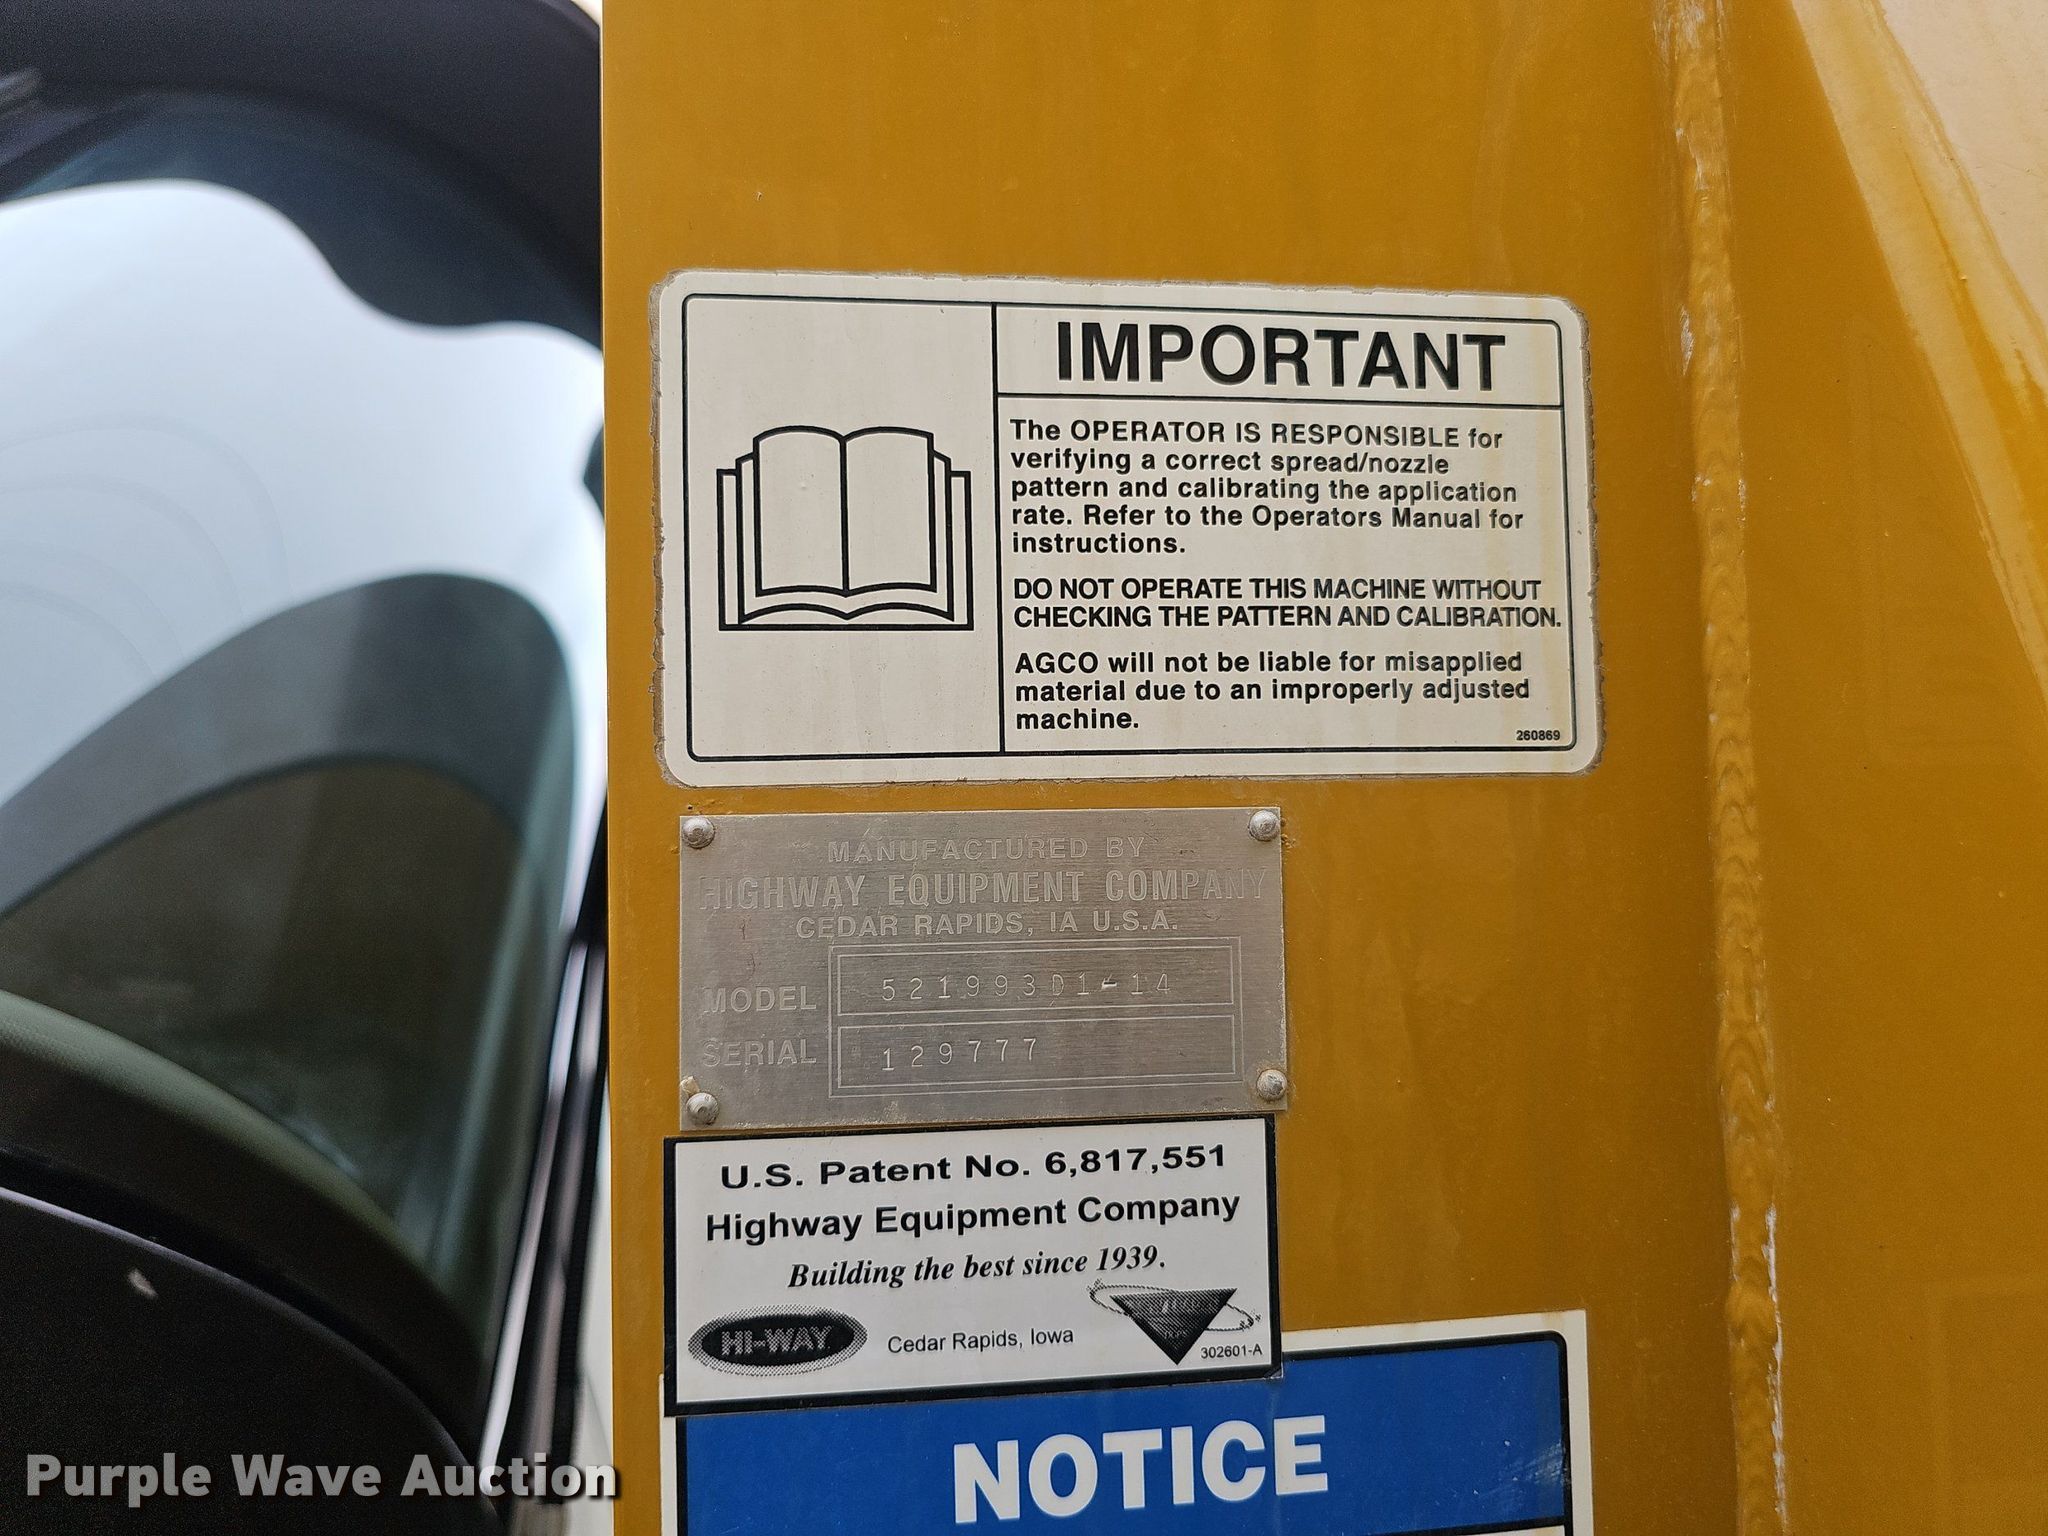 IMPORTANT
The OPERATOR IS RESPONSIBLE for
verifying a correct spread/nozzle
pattern and calibrating the application
rate. Refer to the Operators Manual for
instructions.
DO NOT OPERATE THIS MACHINE WITHOUT
CHECKING THE PATTERN AND CALIBRATION.
AGCO will not be liable for misapplied
material due to an improperly adjusted
machine.
260869
MANUFACTURED BY
HIGHWAY EQUIPMENT COMPANY
CEDAR RAPIDS, IA U.S.A.
MODEL 521993D1-14
SERIAL 129777
U.S. Patent No. 6,817,551
Highway Equipment Company
Building the best since 1939.
HI-WAY
Cedar Rapids, Iowa
302601-A
NOTICE
Purple Wave Auction